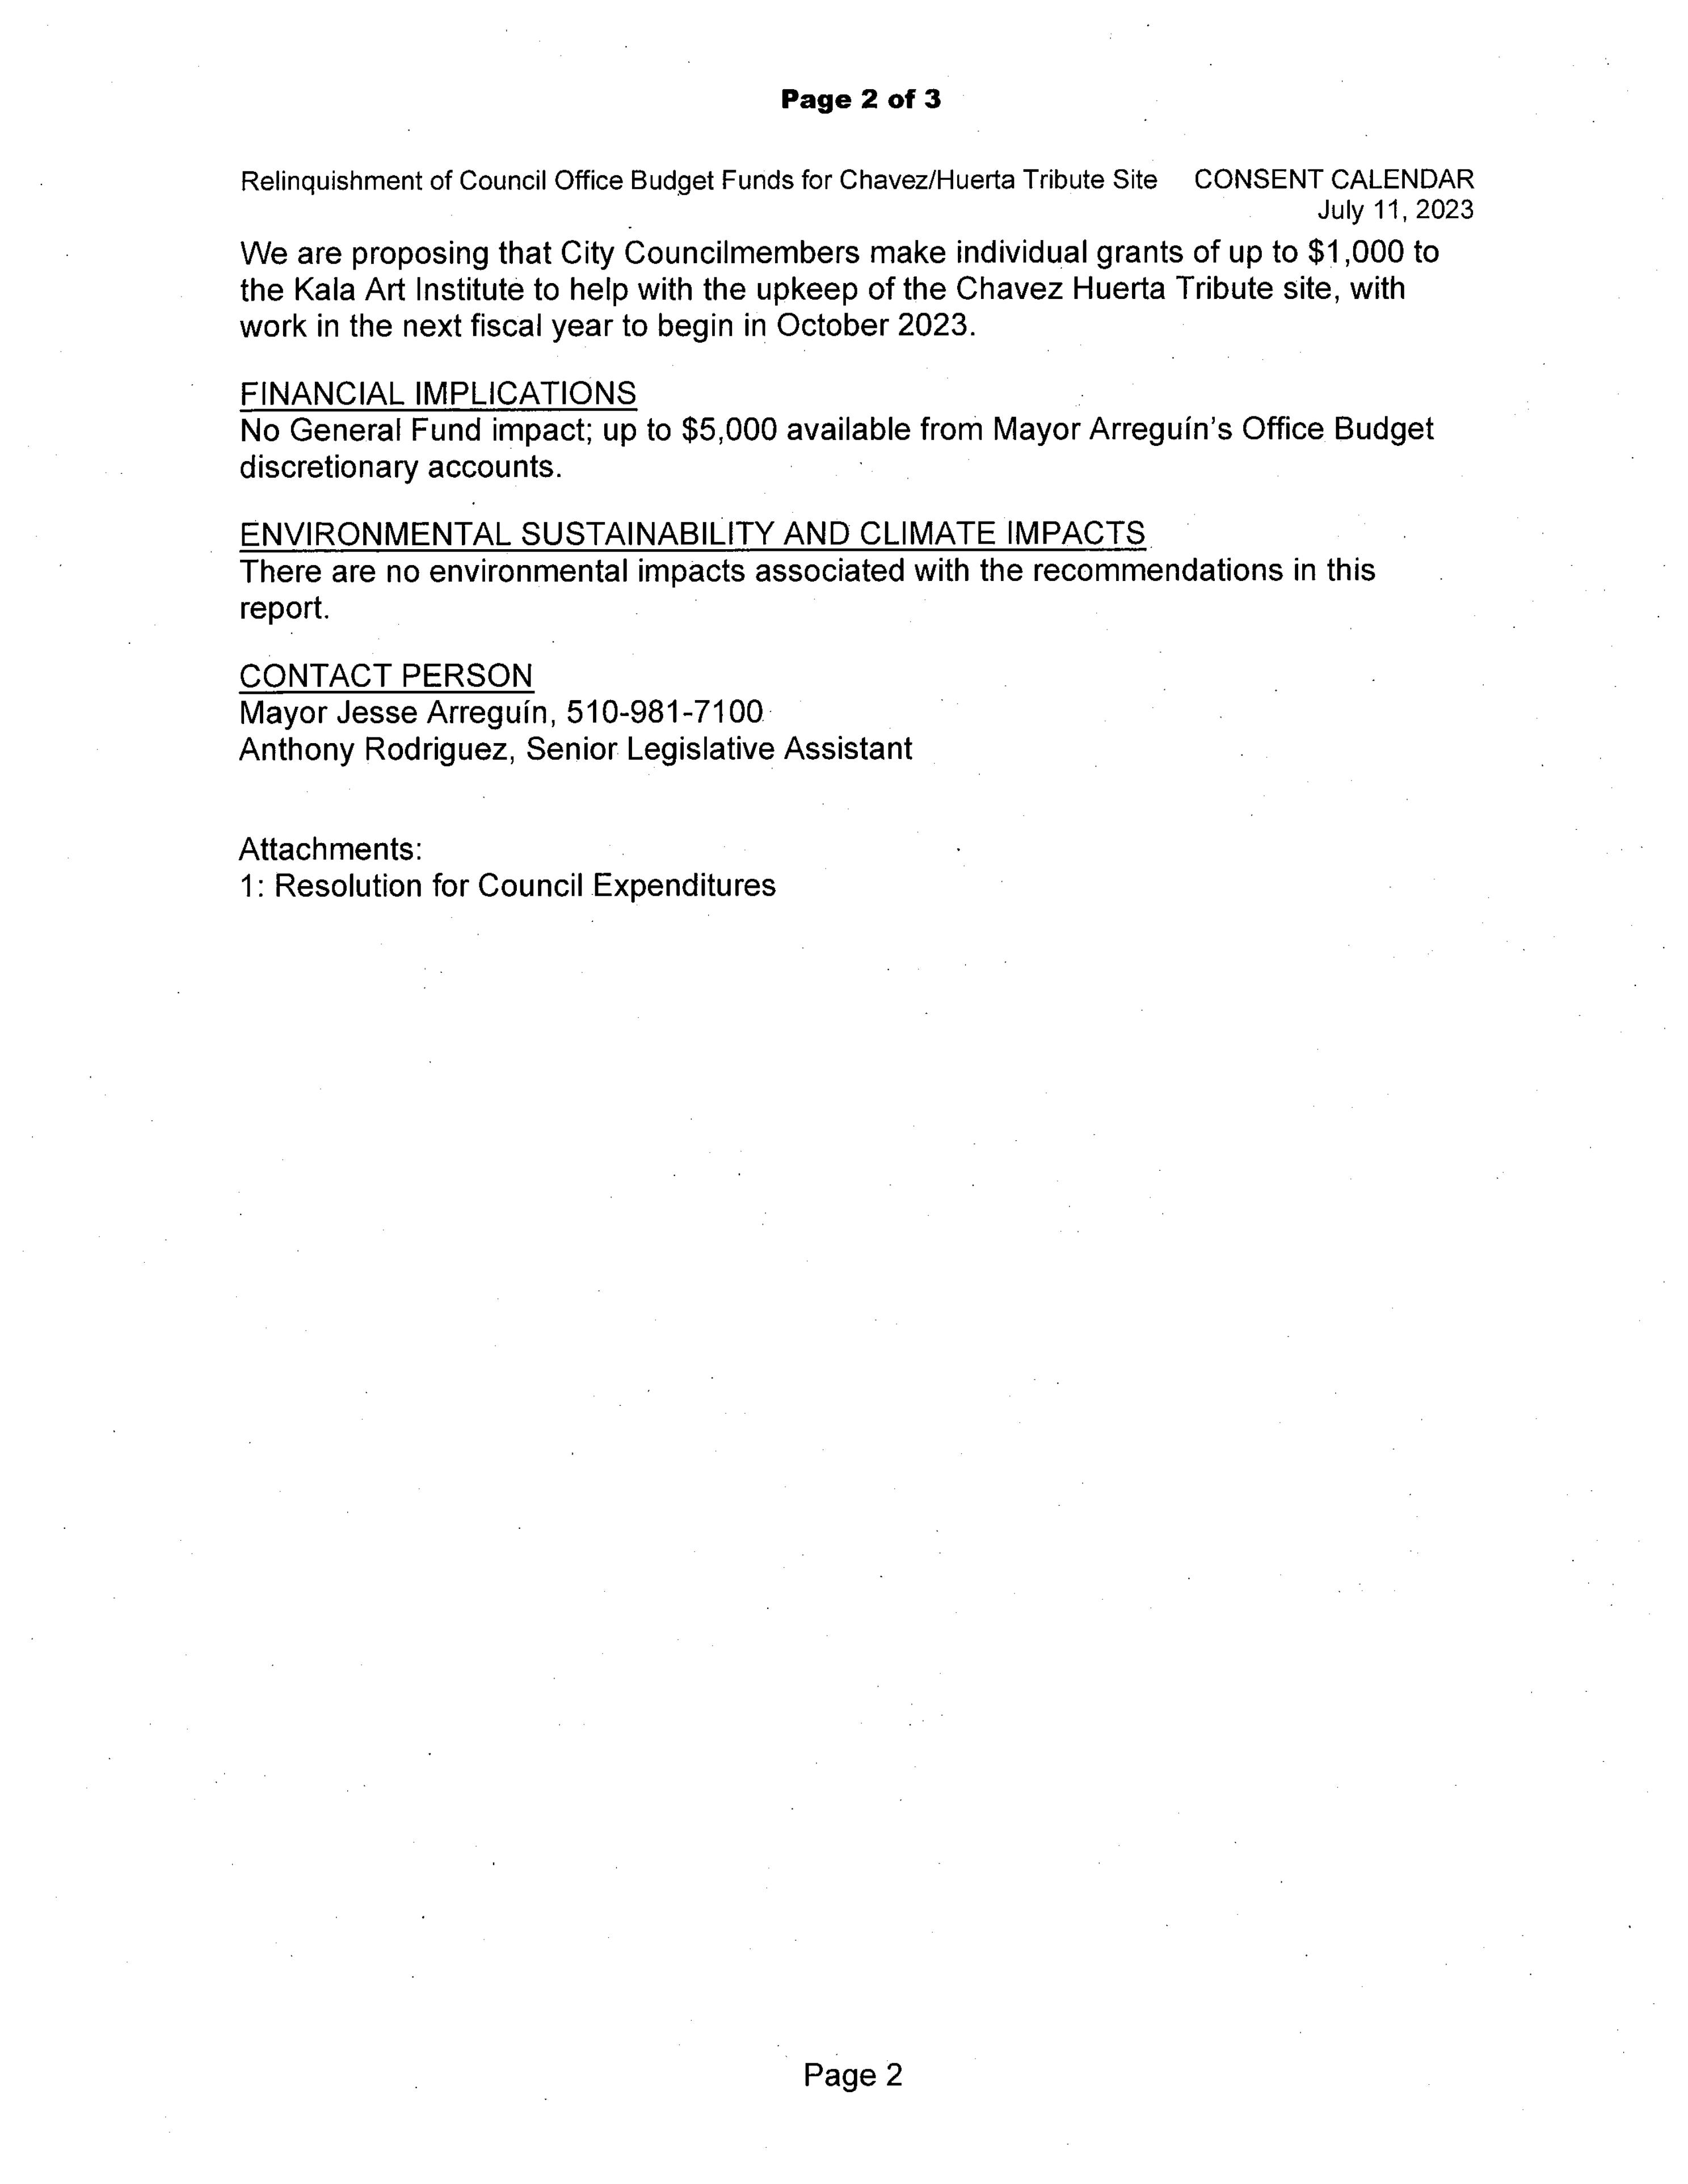 Page 2 of 3
Relinquishment of Council Office Budget Funds for Chavez/Huerta Tribute Site CONSENT CALENDAR
July 11, 2023
We are proposing that City Councilmembers make individual grants of up to $1,000 to
the Kala Art Institute to help with the upkeep of the Chavez Huerta Tribute site, with
work in the next fiscal year to begin in October 2023.
FINANCIAL IMPLICATIONS
No General Fund impact; up to $5,000 available from Mayor Arreguín's Office Budget
discretionary accounts.
ENVIRONMENTAL SUSTAINABILITY AND CLIMATE IMPACTS
There are no environmental impacts associated with the recommendations in this
report.
CONTACT PERSON
Mayor Jesse Arreguín, 510-981-7100
Anthony Rodriguez, Senior Legislative Assistant
Attachments:
1: Resolution for Council Expenditures
Page 2